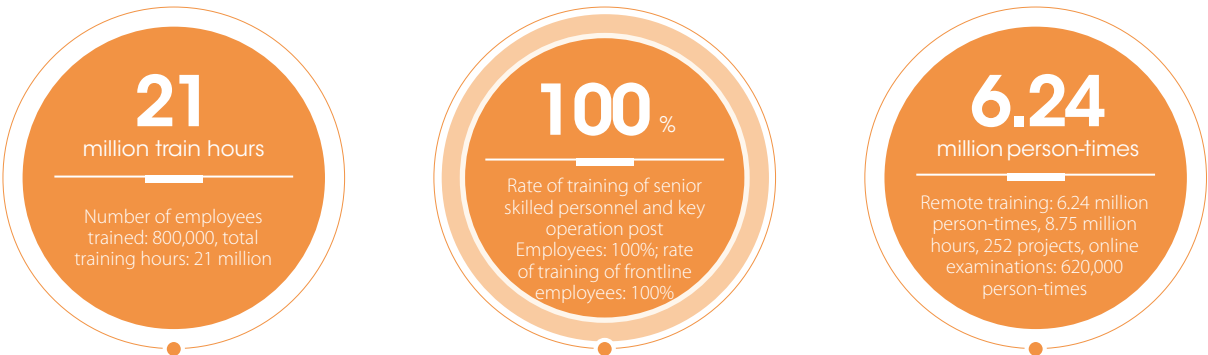 21
million train hours
Number of employees
trained: 800,000, total
training hours: 21 million
100 %
Rate of training of senior
skilled personnel and key
operation post
Employees: 100%; rate
of training of frontline
employees: 100%
6.24
million person-times
Remote training: 6.24 million
person-times, 8.75 million
hours, 252 projects, online
examinations: 620,000
person-times